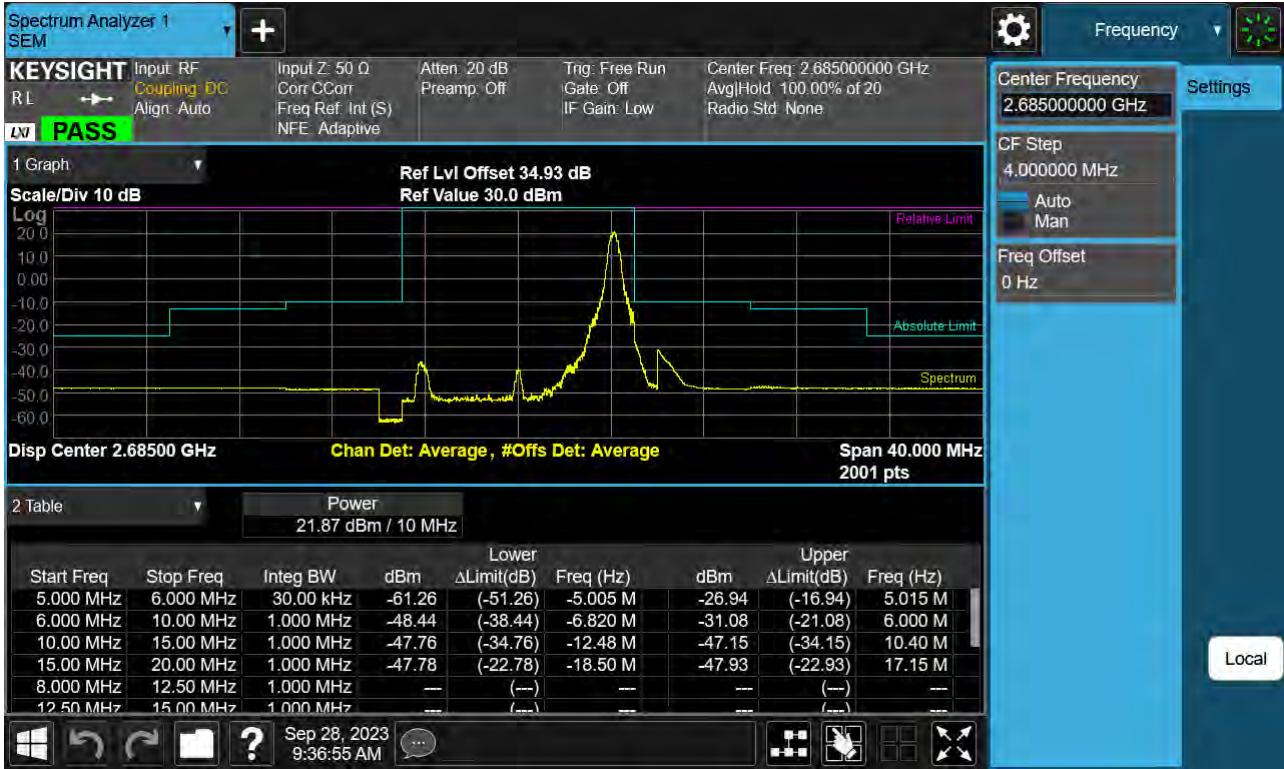 Spectrum Analyzer 1
SEM
Frequency
KEYSIGHT
Input: RF
Coupling: DC
Align: Auto
Input Z: 50 Ω
Corr CCorr
Freq Ref: Int (S)
NFE: Adaptive
Atten: 20 dB
Preamp: Off
Trig: Free Run
Gate: Off
IF Gain: Low
Center Freq: 2.685000000 GHz
Avg|Hold: 100.00% of 20
Radio Std: None
R L
LXI PASS
Center Frequency
2.685000000 GHz
Settings
CF Step
4.000000 MHz
Auto
Man
Freq Offset
0 Hz
Local
1 Graph
Scale/Div 10 dB
Ref Lvl Offset 34.93 dB
Ref Value 30.0 dBm
Log
20.0
10.0
0.00
-10.0
-20.0
-30.0
-40.0
-50.0
-60.0
Relative Limit
Absolute Limit
Spectrum
Disp Center 2.68500 GHz Chan Det: Average, #Offs Det: Average Span 40.000 MHz
2001 pts
2 Table
Power
21.87 dBm / 10 MHz
Lower Upper
Start Freq Stop Freq Integ BW dBm ΔLimit(dB) Freq (Hz) dBm ΔLimit(dB) Freq (Hz)
5.000 MHz 6.000 MHz 30.00 kHz -61.26 (-51.26) -5.005 M -26.94 (-16.94) 5.015 M
6.000 MHz 10.00 MHz 1.000 MHz -48.44 (-38.44) -6.820 M -31.08 (-21.08) 6.000 M
10.00 MHz 15.00 MHz 1.000 MHz -47.76 (-34.76) -12.48 M -47.15 (-34.15) 10.40 M
15.00 MHz 20.00 MHz 1.000 MHz -47.78 (-22.78) -18.50 M -47.93 (-22.93) 17.15 M
8.000 MHz 12.50 MHz 1.000 MHz --- (---) --- --- (---) ---
12.50 MHz 15.00 MHz 1.000 MHz --- (---) --- --- (---) ---
Sep 28, 2023
9:36:55 AM